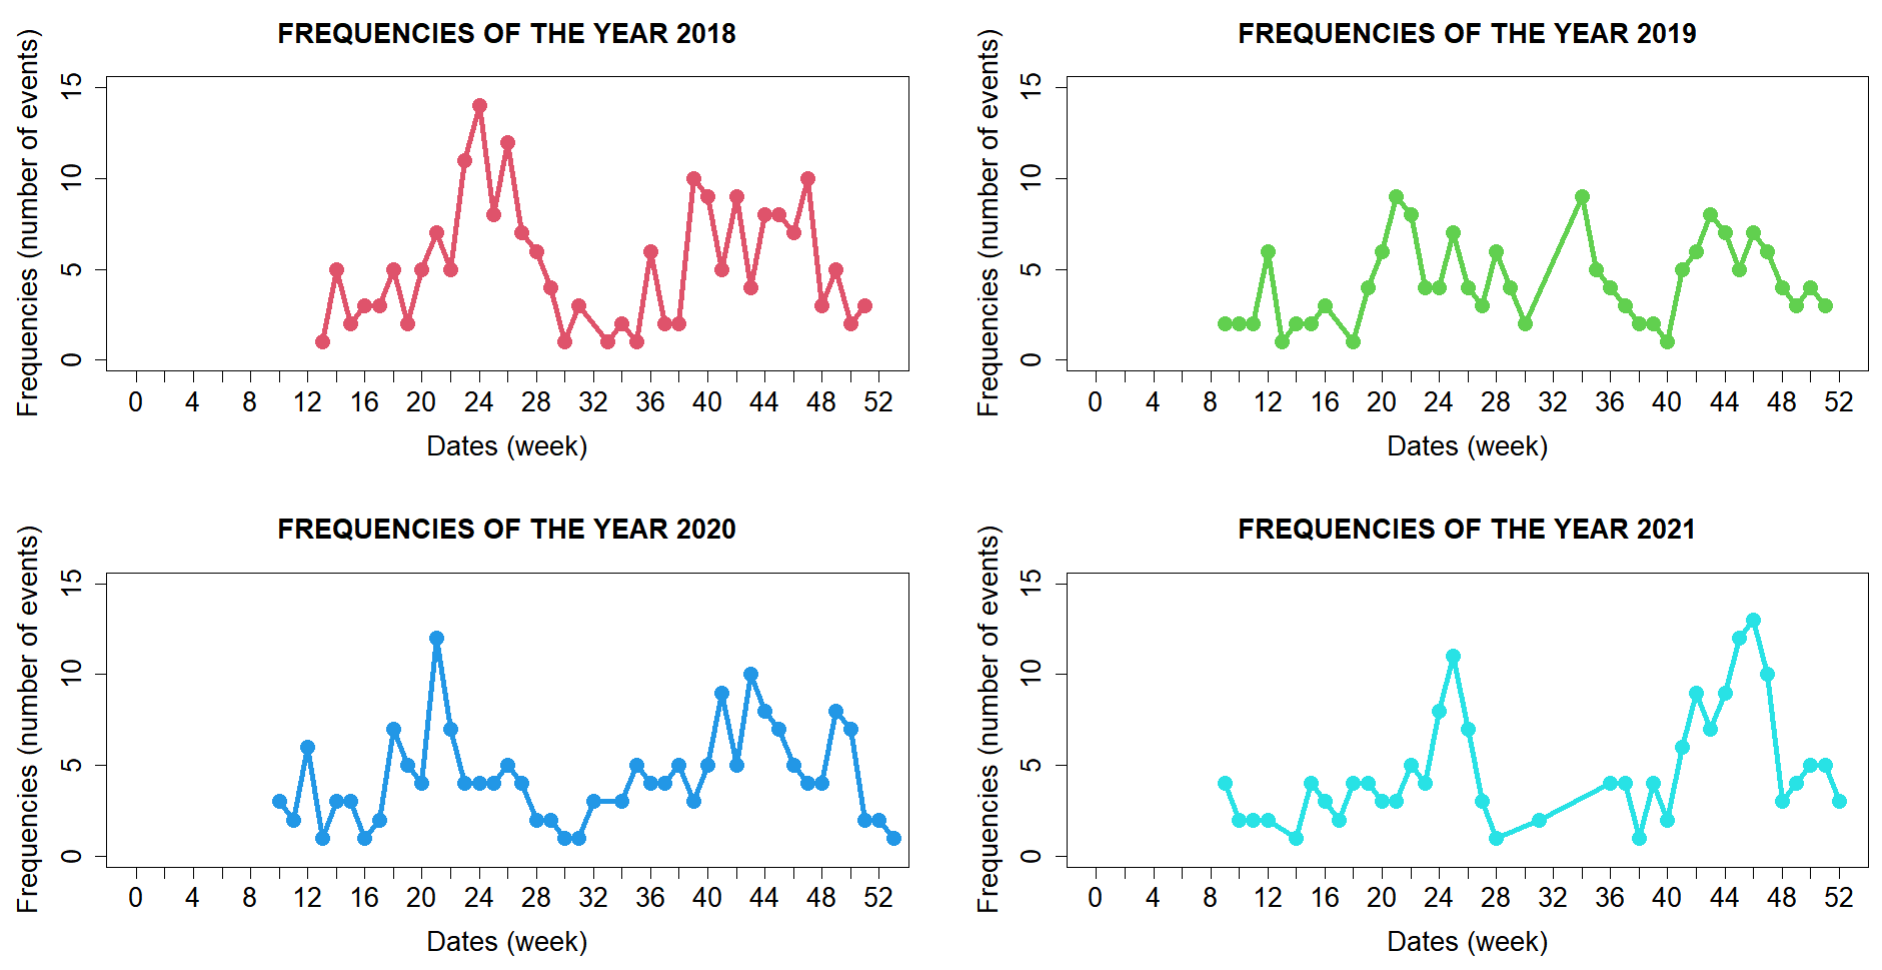 FREQUENCIES OF THE YEAR 2018
Frequencies (number of events)
15
10
5
0
0 4 8 12 16 20 24 28 32 36 40 44 48 52
Dates (week)
FREQUENCIES OF THE YEAR 2019
Frequencies (number of events)
15
10
5
0
0 4 8 12 16 20 24 28 32 36 40 44 48 52
Dates (week)
FREQUENCIES OF THE YEAR 2020
Frequencies (number of events)
15
10
5
0
0 4 8 12 16 20 24 28 32 36 40 44 48 52
Dates (week)
FREQUENCIES OF THE YEAR 2021
Frequencies (number of events)
15
10
5
0
0 4 8 12 16 20 24 28 32 36 40 44 48 52
Dates (week)